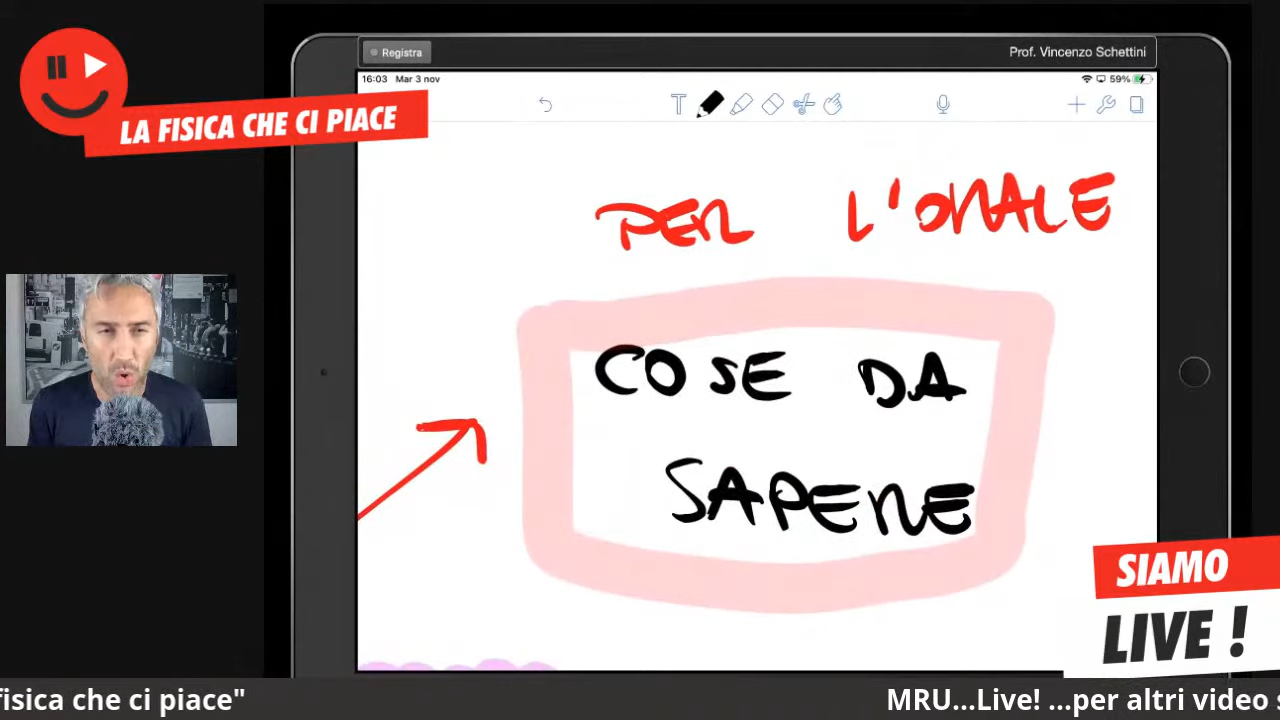 Registra
Prof. Vincenzo Schettini
16:03 Mar 3 nov
59%
T
LA FISICA CHE CI PIACE
PER L'ORALE
COSE DA
SAPERE
SIAMO
LIVE !
fisica che ci piace"
MRU...Live! ...per altri video s